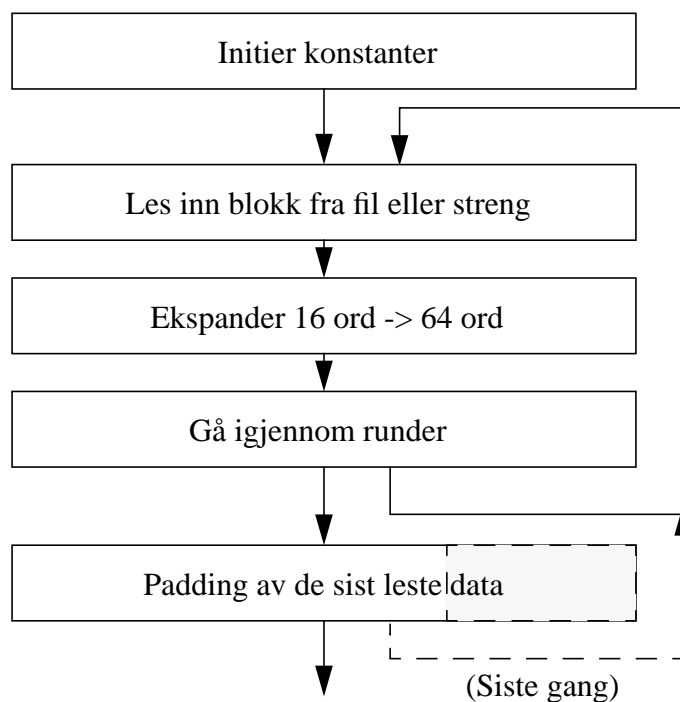 Initier konstanter
Les inn blokk fra fil eller streng
Ekspander 16 ord -> 64 ord
Gå igjennom runder
Padding av de sist leste data
(Siste gang)